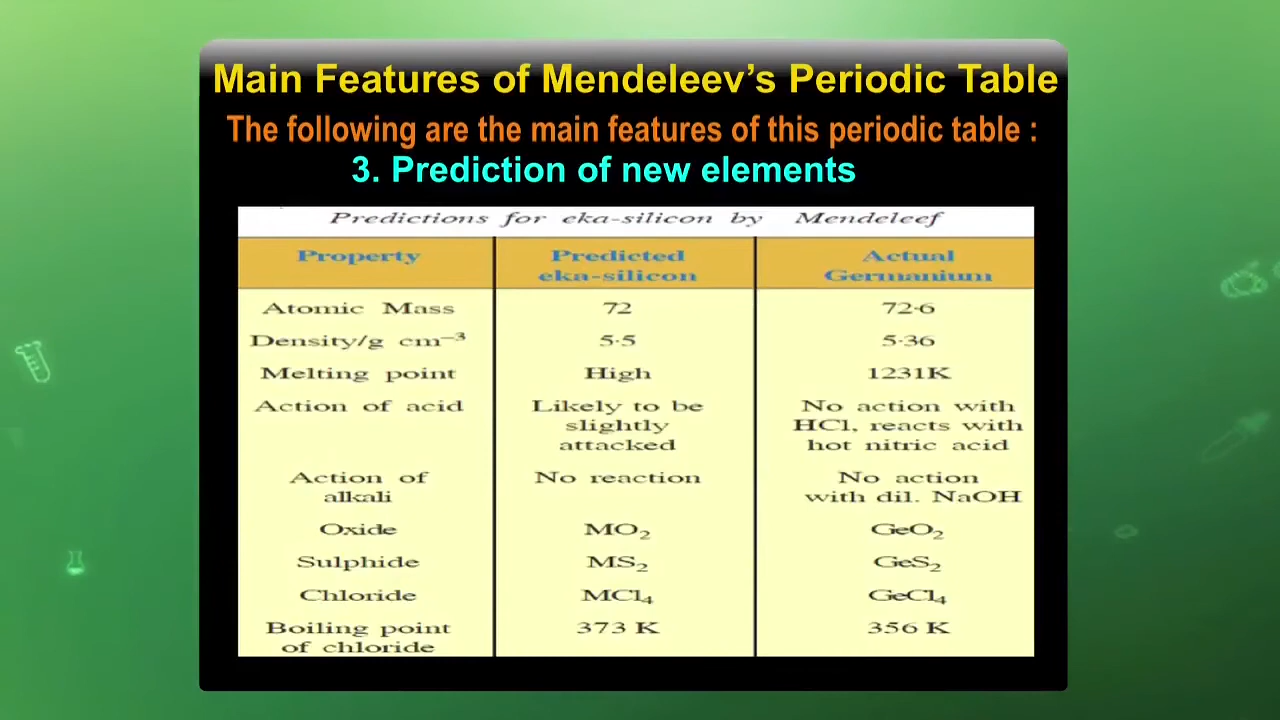 Main Features of Mendeleev's Periodic Table
The following are the main features of this periodic table :
3. Prediction of new elements
Predictions for eka-silicon by Mendeleef
Property Predicted eka-silicon Actual Germanium
Atomic Mass 72 72·6
Density/g cm⁻³ 5·5 5·36
Melting point High 1231K
Action of acid Likely to be slightly attacked No action with HCl, reacts with hot nitric acid
Action of alkali No reaction No action with dil. NaOH
Oxide MO₂ GeO₂
Sulphide MS₂ GeS₂
Chloride MCl₄ GeCl₄
Boiling point of chloride 373 K 356 K